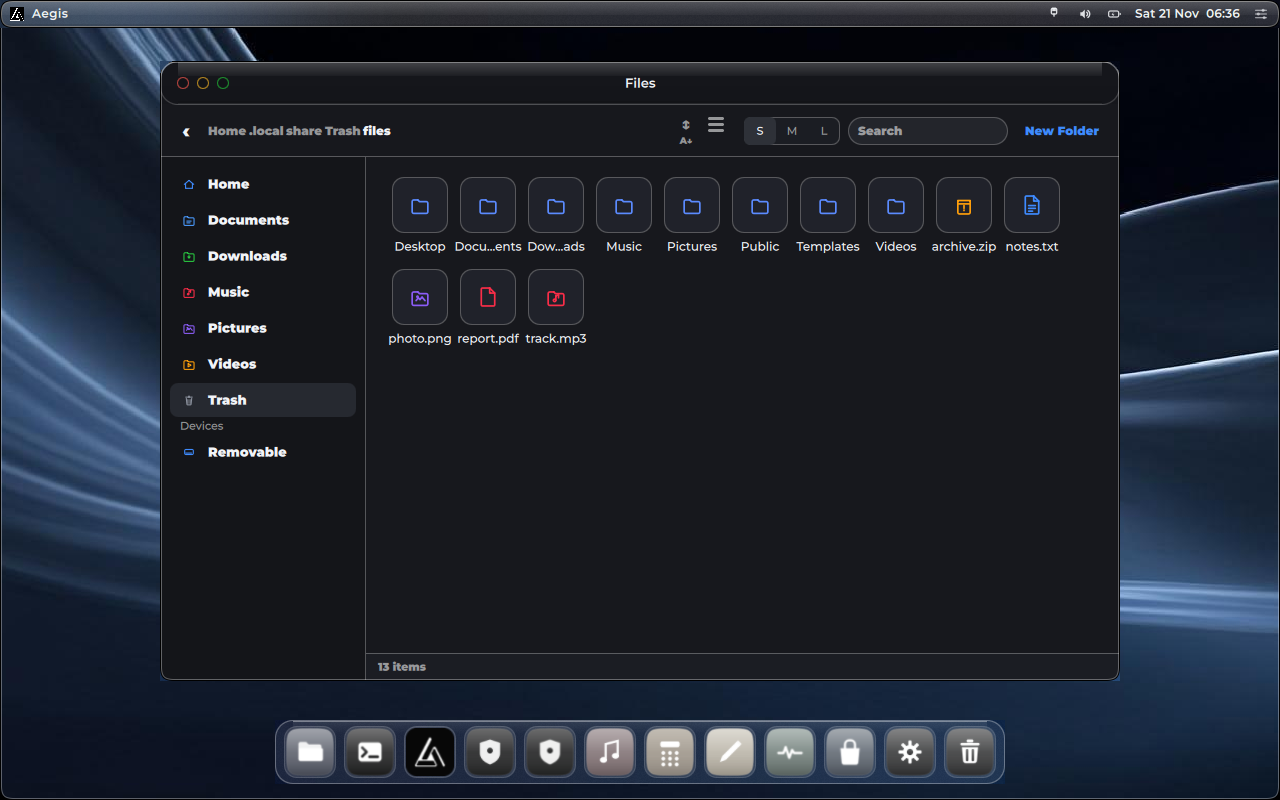 Aegis
Sat 21 Nov 06:36
Files
Home .local share Trash files
A+
S M L
Search
New Folder
Home
Documents
Downloads
Music
Pictures
Videos
Trash
Devices
Removable
Desktop Docu...ents Dow...ads Music Pictures Public Templates Videos archive.zip notes.txt
photo.png report.pdf track.mp3
13 items